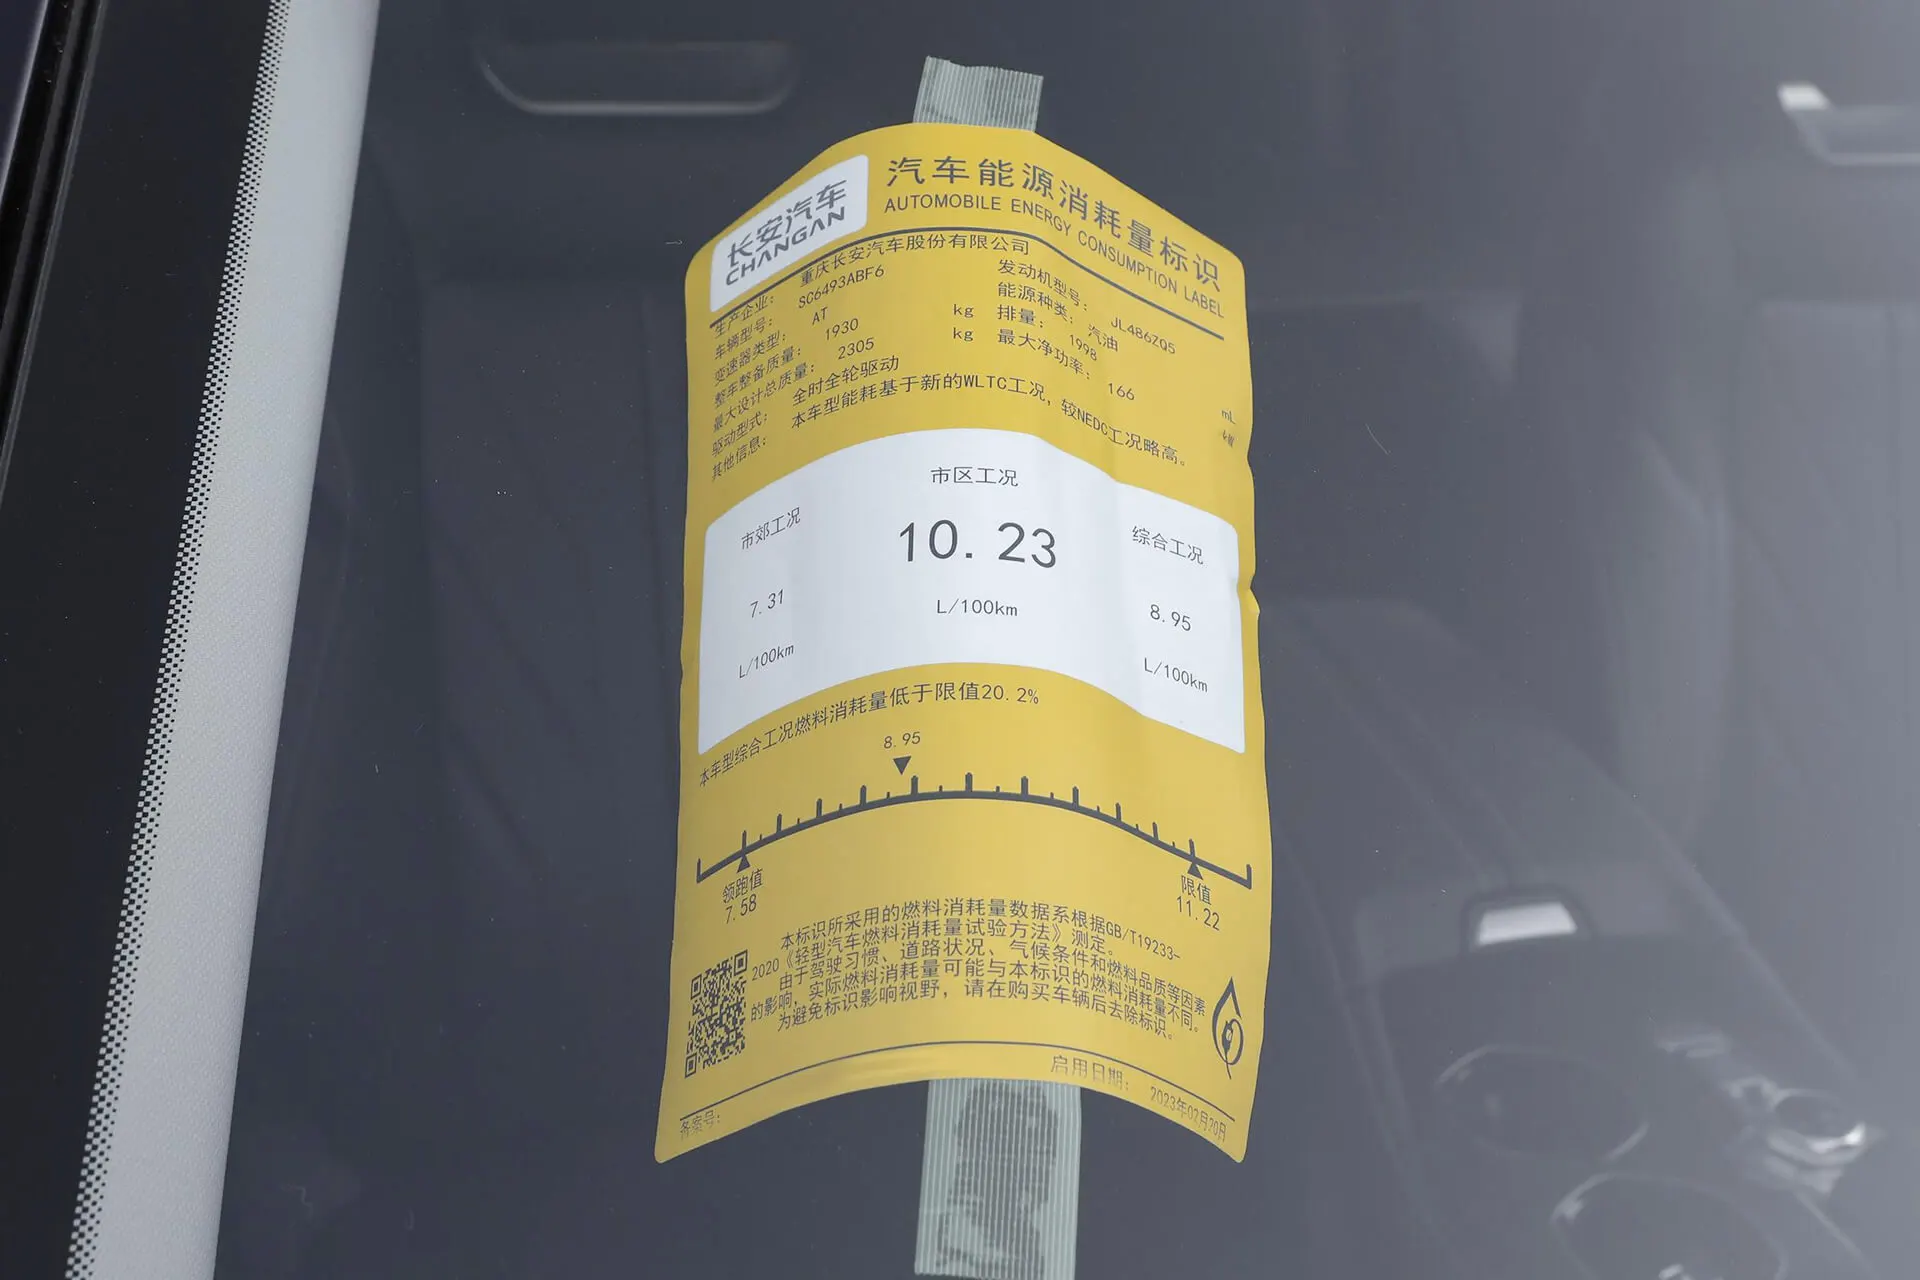 长安汽车
CHANGAN
汽车能源消耗量标识
AUTOMOBILE ENERGY CONSUMPTION LABEL
生产企业： 重庆长安汽车股份有限公司
车辆型号： SC6493ABF6
发动机型号： JL486ZQ5
变速器类型： AT
能源种类： 汽油
整车整备质量： 1930 kg
排量： 1998 mL
最大设计总质量： 2305 kg
最大净功率： 166 kW
驱动型式： 全时全轮驱动
其他信息： 本车型能耗基于新的WLTC工况，较NEDC工况略高。
市郊工况
7.31
L/100km
市区工况
10.23
L/100km
综合工况
8.95
L/100km
本车型综合工况燃料消耗量低于限值20.2%
8.95
领跑值
7.58
限值
11.22
本标识所采用的燃料消耗量数据系根据GB/T19233-
2020《轻型汽车燃料消耗量试验方法》测定。
由于驾驶习惯、道路状况、气候条件和燃料品质等因素
的影响，实际燃料消耗量可能与本标识的燃料消耗量不同。
为避免标识影响视野，请在购买车辆后去除标识。
备案号：
启用日期： 2023年02月20日